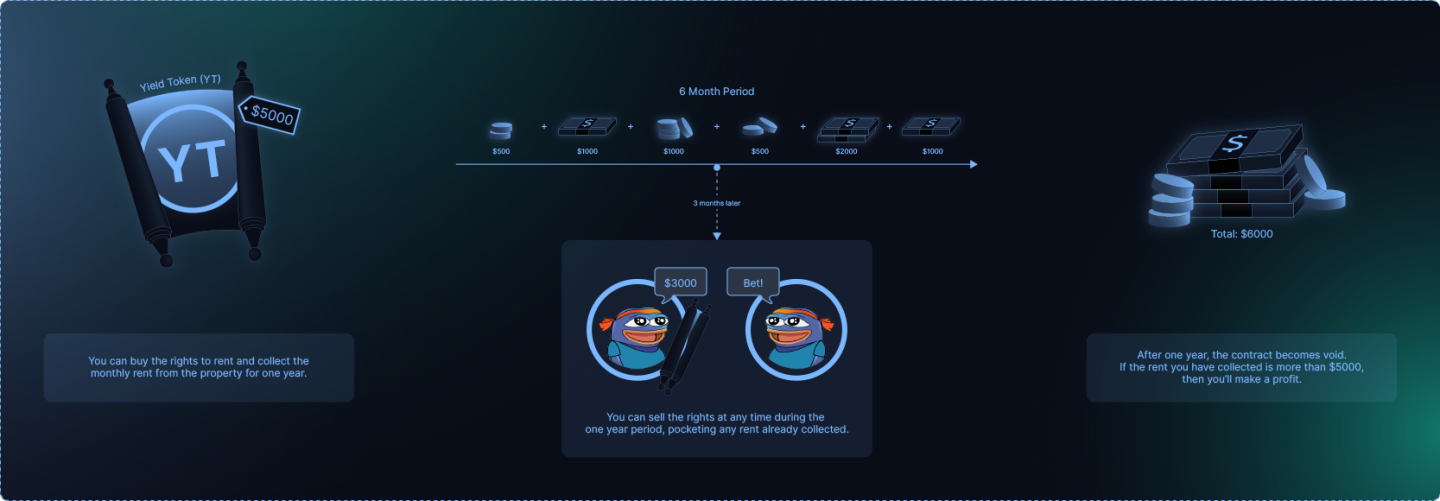 Yield Token (YT)
$5000
YT
You can buy the rights to rent and collect the
monthly rent from the property for one year.
6 Month Period
$
$
$
+ + + + +
$500 $1000 $1000 $500 $2000 $1000
3 months later
$3000
Bet!
You can sell the rights at any time during the
one year period, pocketing any rent already collected.
$
Total: $6000
After one year, the contract becomes void.
If the rent you have collected is more than $5000,
then you'll make a profit.